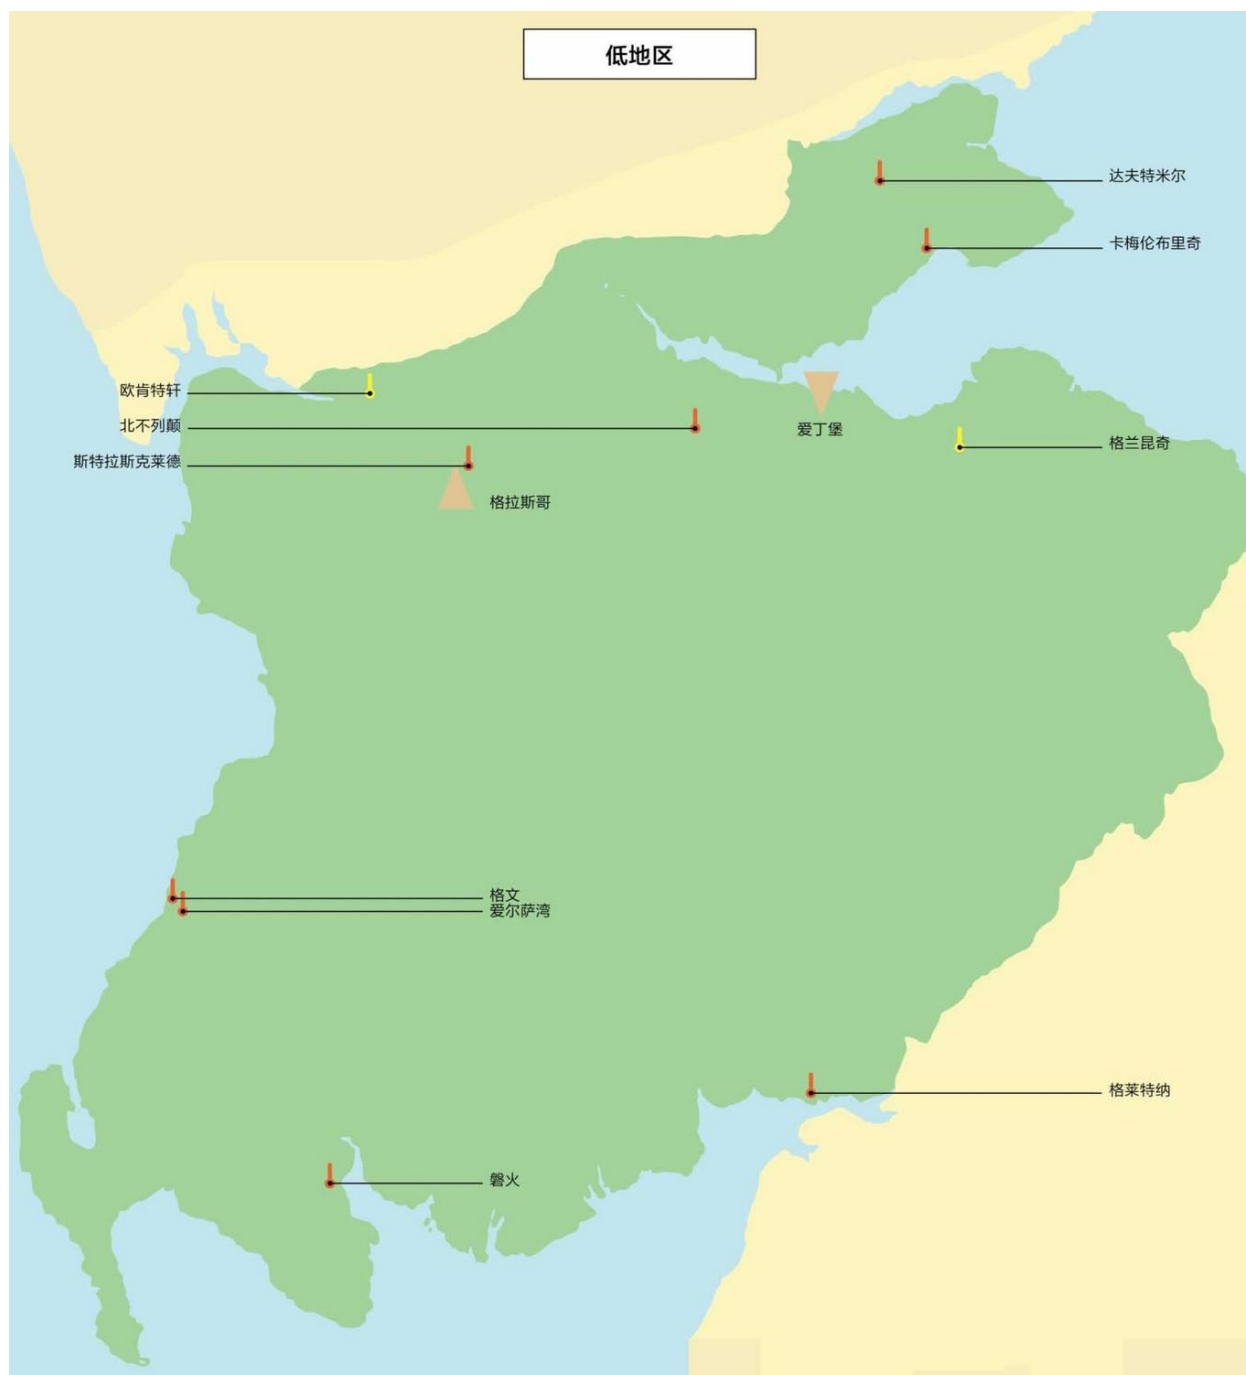 低地区
达夫特米尔
卡梅伦布里奇
欧肯特轩
北不列颠
爱丁堡
格兰昆奇
斯特拉斯克莱德
格拉斯哥
格文
爱尔萨湾
格莱特纳
磐火